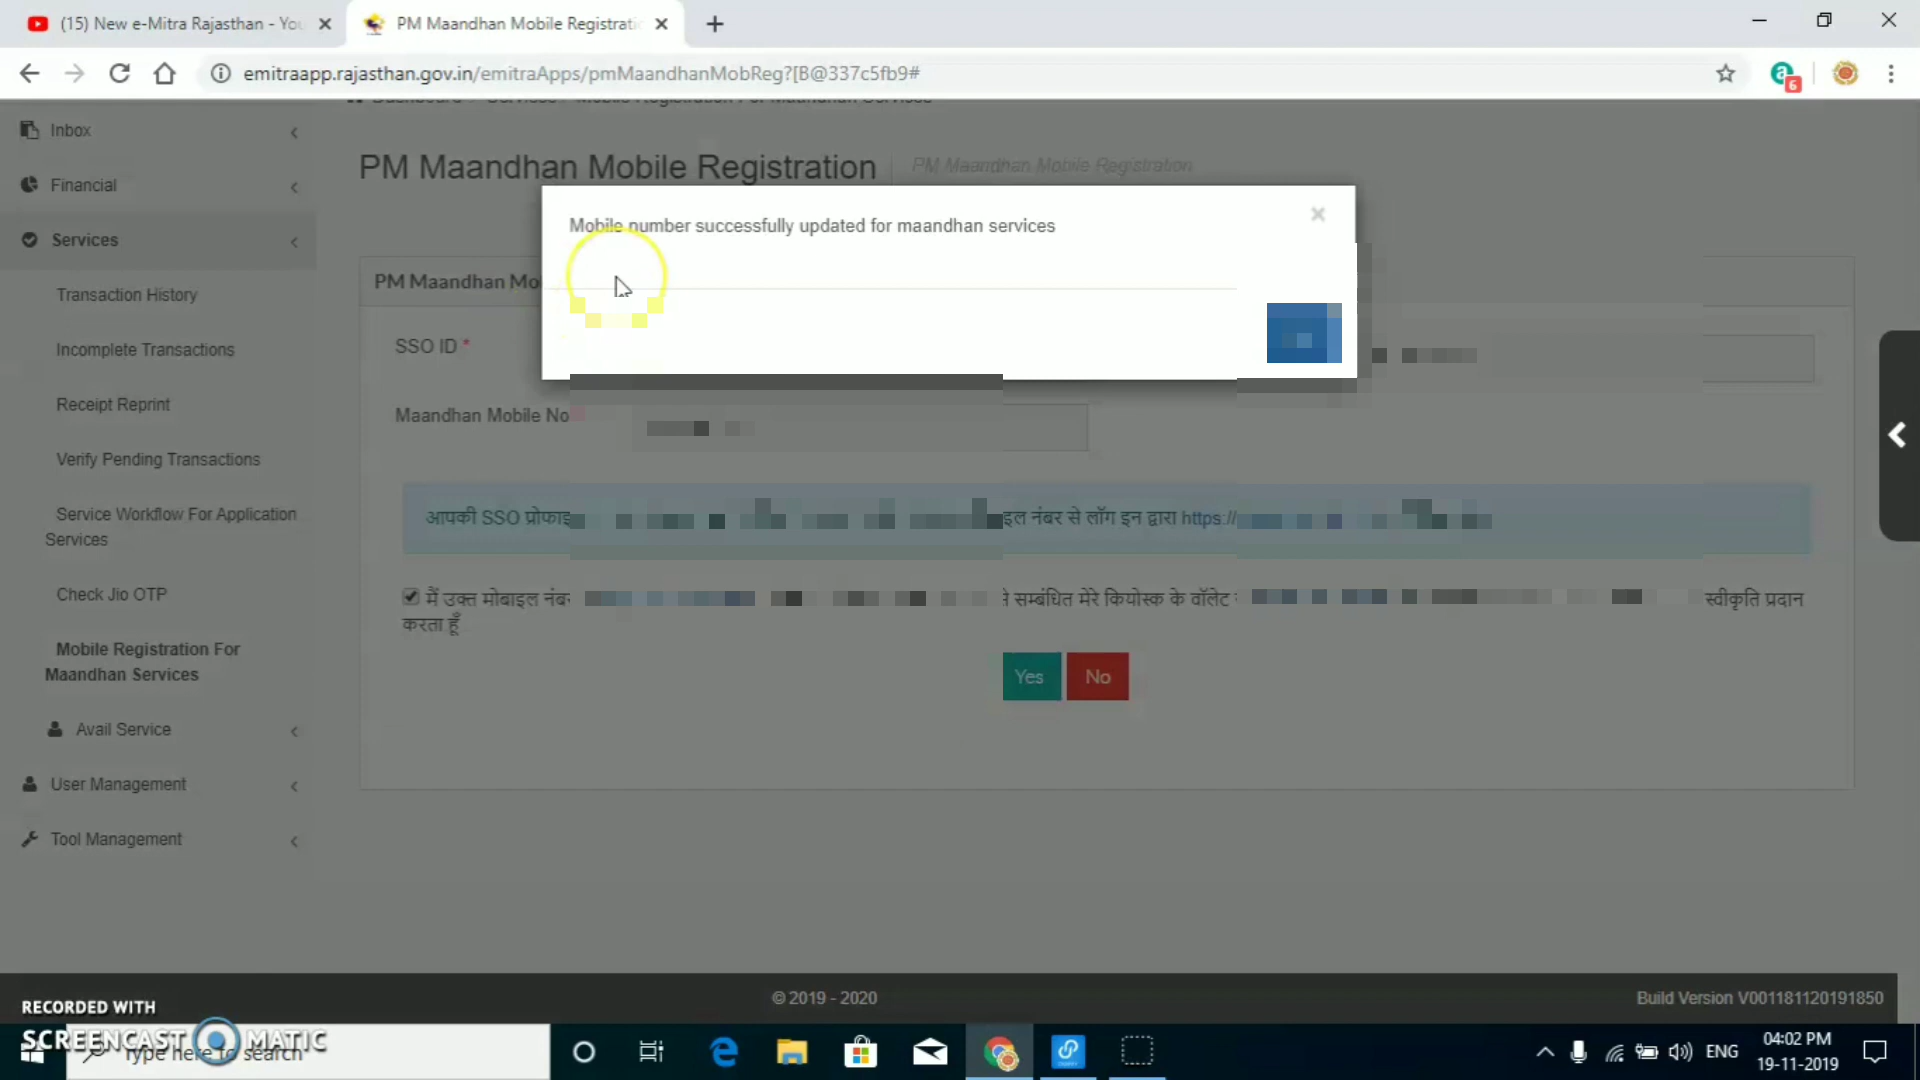 (15) New e-Mitra Rajasthan - You
PM Maandhan Mobile Registrati
emitraapp.rajasthan.gov.in/emitraApps/pmMaandhanMobReg?[B@337c5fb9#
6
Inbox
Financial
Services
Transaction History
Incomplete Transactions
Receipt Reprint
Verify Pending Transactions
Service Workflow For Application
Services
Check Jio OTP
Mobile Registration For
Maandhan Services
Avail Service
User Management
Tool Management
PM Maandhan Mobile Registration
PM Maandhan Mobile Registration
Mobile number successfully updated for maandhan services
PM Maandhan Mo
SSO ID *
Maandhan Mobile No
आपकी SSO नंबर से लॉग इन द्वारा https://
मैं उक्त मोबाइल सम्बंधित मेरे कियोस्क के वॉलेट स्वीकृति प्रदान
करता हूँ
Yes No
© 2019 - 2020
Build Version V001181120191850
RECORDED WITH
SCREENCAST MATIC
Type here to search
ENG
04:02 PM
19-11-2019